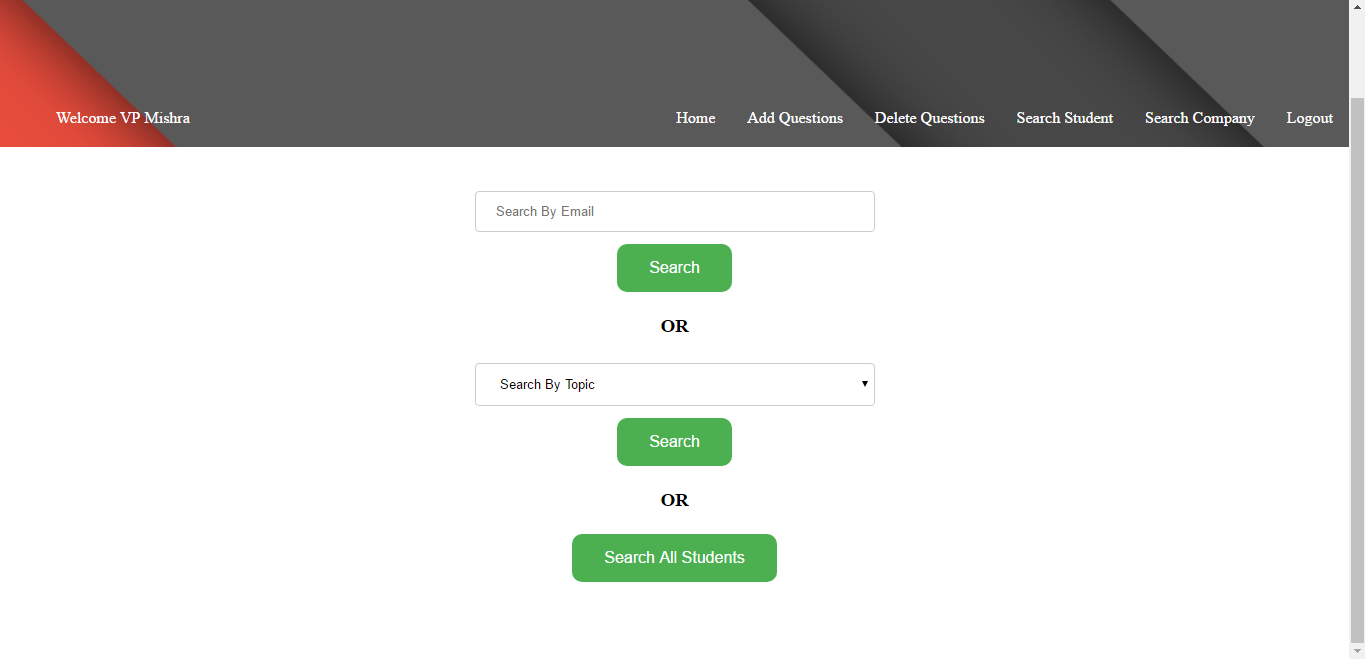 Welcome VP Mishra Home Add Questions Delete Questions Search Student Search Company Logout
Search By Email
Search
OR
Search By Topic
Search
OR
Search All Students